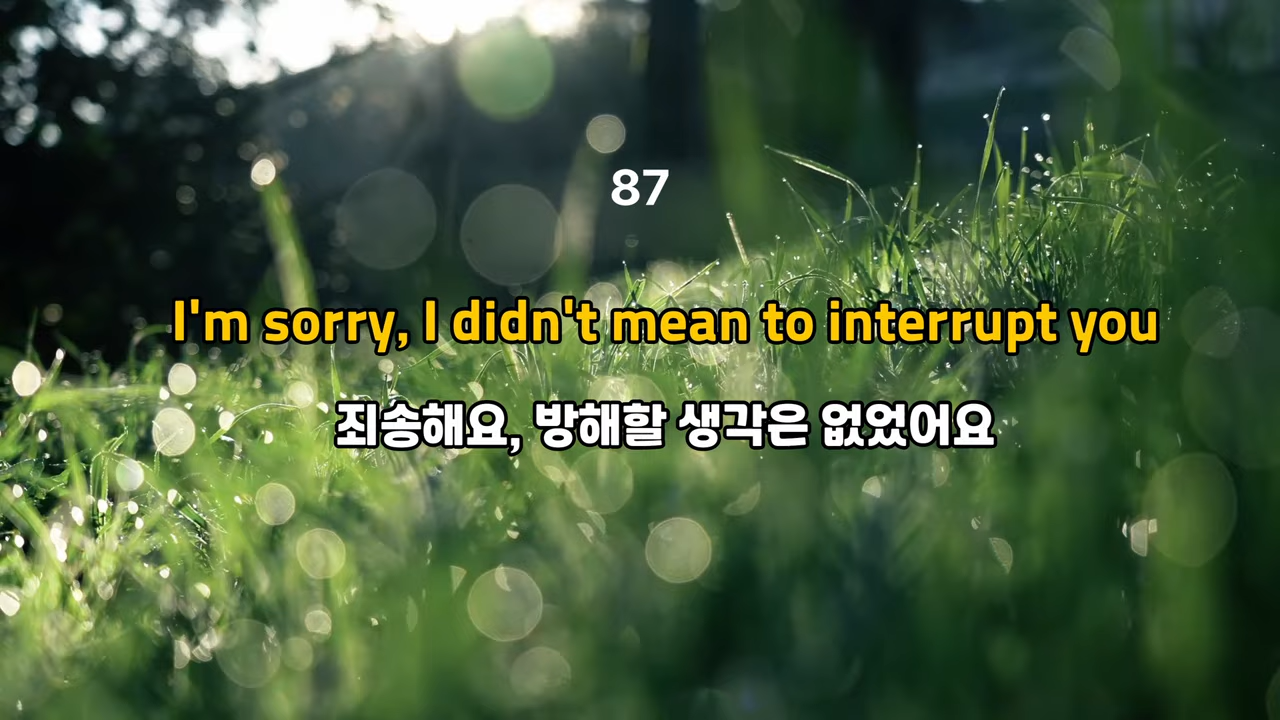 87
I'm sorry, I didn't mean to interrupt you
죄송해요, 방해할 생각은 없었어요